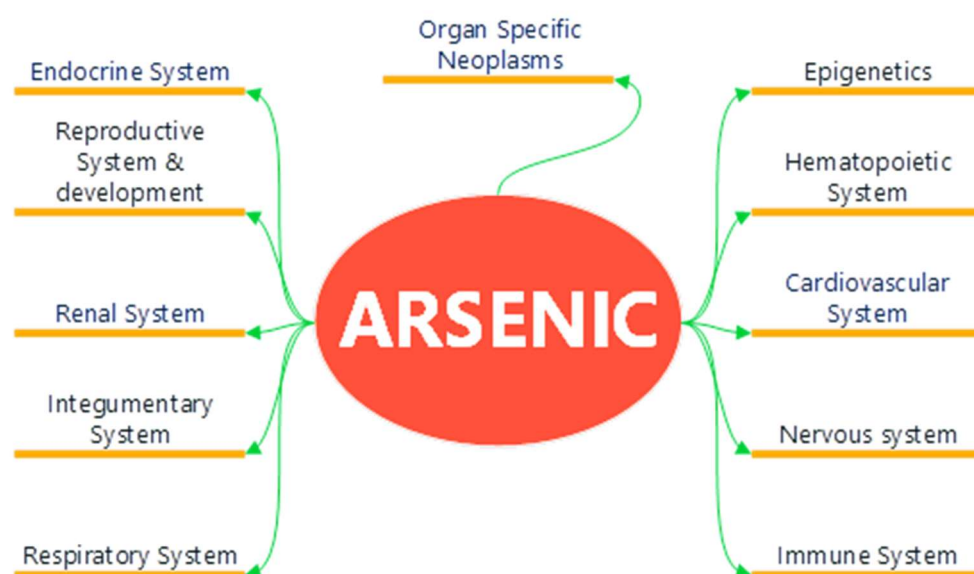 Organ Specific
Neoplasms
Endocrine System
Reproductive
System &
development
Renal System
Integumentary
System
Respiratory System
ARSENIC
Epigenetics
Hematopoietic
System
Cardiovascular
System
Nervous system
Immune System